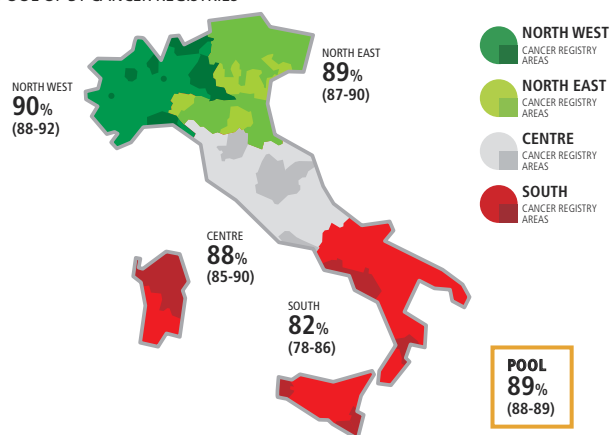 NORTH EAST
89%
(87-90)
NORTH WEST
90%
(88-92)
CENTRE
88%
(85-90)
SOUTH
82%
(78-86)
NORTH WEST
CANCER REGISTRY
AREAS
NORTH EAST
CANCER REGISTRY
AREAS
CENTRE
CANCER REGISTRY
AREAS
SOUTH
CANCER REGISTRY
AREAS
POOL
89%
(88-89)